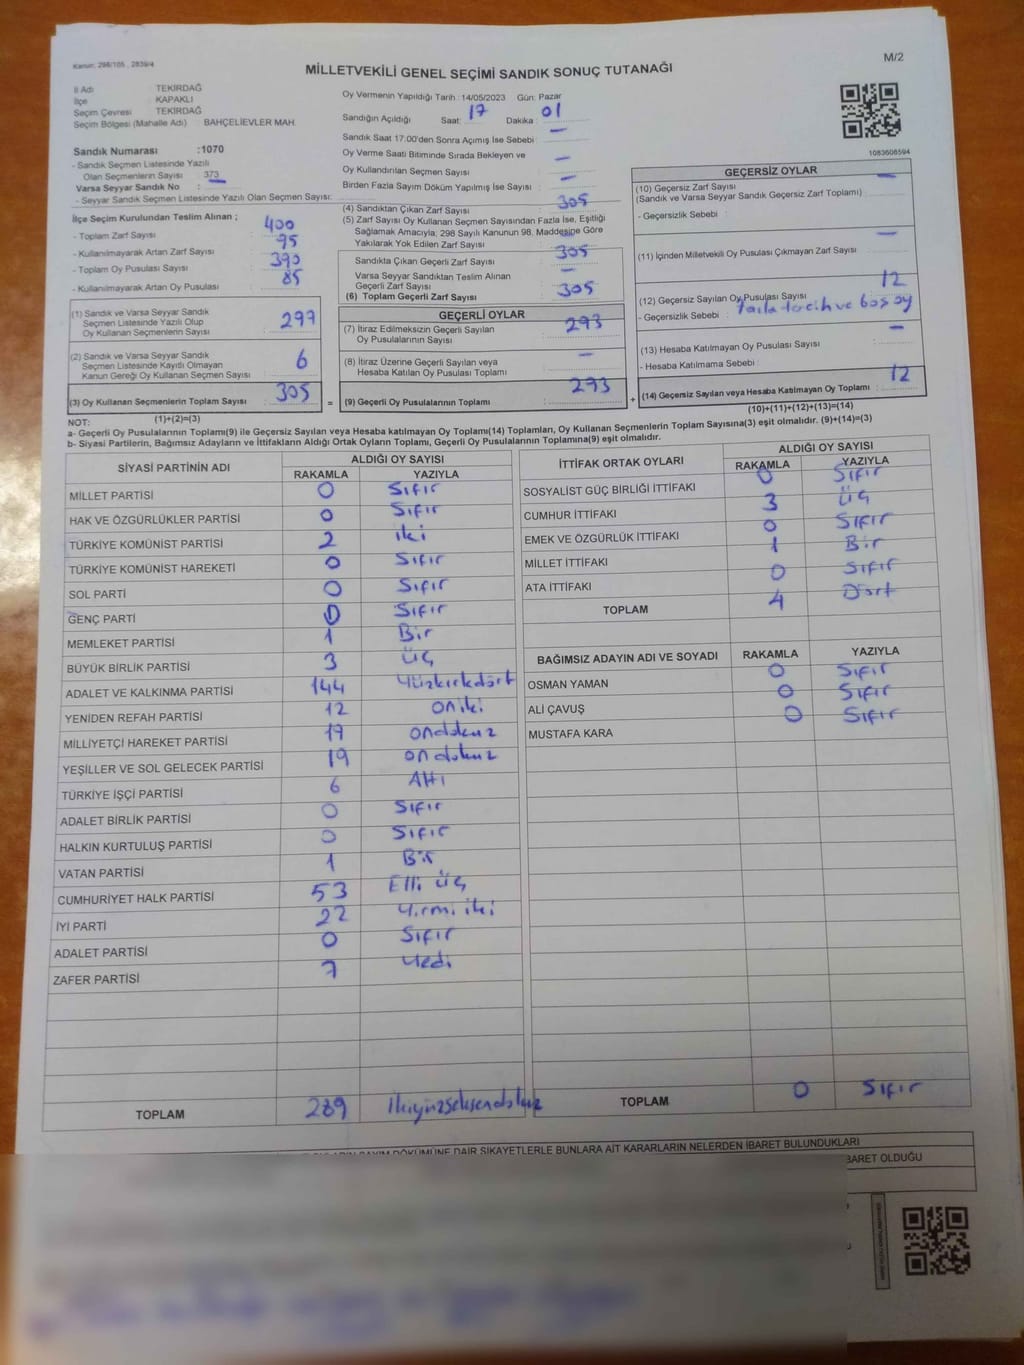 Kanun: 298/105 , 2839/4
M/2
MİLLETVEKİLİ GENEL SEÇİMİ SANDIK SONUÇ TUTANAĞI
İl Adı TEKİRDAĞ
İlçe KAPAKLI
Seçim Çevresi TEKİRDAĞ
Seçim Bölgesi (Mahalle Adı) : BAHÇELİEVLER MAH.
Sandık Numarası :1070
- Sandık Seçmen Listesinde Yazılı
Olan Seçmenlerin Sayısı : 373
Varsa Seyyar Sandık No :
- Seyyar Sandık Seçmen Listesinde Yazılı Olan Seçmen Sayısı:
Oy Vermenin Yapıldığı Tarih : 14/05/2023 Gün: Pazar
Sandığın Açıldığı Saat: 17 Dakika : 01
Sandık Saat 17:00'den Sonra Açımış İse Sebebi : -
Oy Verme Saati Bitiminde Sırada Bekleyen ve
Oy Kullandırılan Seçmen Sayısı : -
Birden Fazla Sayım Döküm Yapılmış İse Sayısı : -
1083606594
İlçe Seçim Kurulundan Teslim Alınan ;
- Toplam Zarf Sayısı : 400
- Kullanılmayarak Artan Zarf Sayısı : 95
- Toplam Oy Pusulası Sayısı : 390
- Kullanılmayarak Artan Oy Pusulası : 85
(1) Sandık ve Varsa Seyyar Sandık
Seçmen Listesinde Yazılı Olup
Oy Kullanan Seçmenlerin Sayısı : 299
(2) Sandık ve Varsa Seyyar Sandık
Seçmen Listesinde Kayıtlı Olmayan
Kanun Gereği Oy Kullanan Seçmen Sayısı : 6
(3) Oy Kullanan Seçmenlerin Toplam Sayısı : 305
(1)+(2)=(3)
(4) Sandıktan Çıkan Zarf Sayısı : 305
(5) Zarf Sayısı Oy Kullanan Seçmen Sayısından Fazla İse, Eşitliği
Sağlamak Amacıyla; 298 Sayılı Kanunun 98. Maddesine Göre
Yakılarak Yok Edilen Zarf Sayısı : -
Sandıkta Çıkan Geçerli Zarf Sayısı : 305
Varsa Seyyar Sandıktan Teslim Alınan
Geçerli Zarf Sayısı : -
(6) Toplam Geçerli Zarf Sayısı : 305
GEÇERLİ OYLAR
(7) İtiraz Edilmeksizin Geçerli Sayılan
Oy Pusulalarının Sayısı : 293
(8) İtiraz Üzerine Geçerli Sayılan veya
Hesaba Katılan Oy Pusulası Toplamı : -
= (9) Geçerli Oy Pusulalarının Toplamı : 293
GEÇERSİZ OYLAR
(10) Geçersiz Zarf Sayısı : -
(Sandık ve Varsa Seyyar Sandık Geçersiz Zarf Toplamı)
- Geçersizlik Sebebi :
(11) İçinden Milletvekili Oy Pusulası Çıkmayan Zarf Sayısı : -
(12) Geçersiz Sayılan Oy Pusulası Sayısı : 12
- Geçersizlik Sebebi : fazla tercih ve boş oy
(13) Hesaba Katılmayan Oy Pusulası Sayısı : -
- Hesaba Katılmama Sebebi :
+ (14) Geçersiz Sayılan veya Hesaba Katılmayan Oy Toplamı : 12
(10)+(11)+(12)+(13)=(14)
NOT:
a- Geçerli Oy Pusulalarının Toplamı(9) ile Geçersiz Sayılan veya Hesaba katılmayan Oy Toplamı(14) Toplamları, Oy Kullanan Seçmenlerin Toplam Sayısına(3) eşit olmalıdır. (9)+(14)=(3)
b- Siyasi Partilerin, Bağımsız Adayların ve İttifakların Aldığı Ortak Oyların Toplamı, Geçerli Oy Pusulalarının Toplamına(9) eşit olmalıdır.
SİYASİ PARTİNİN ADI ALDIĞI OY SAYISI
RAKAMLA YAZIYLA
MİLLET PARTİSİ 0 Sıfır
HAK VE ÖZGÜRLÜKLER PARTİSİ 0 Sıfır
TÜRKİYE KOMÜNİST PARTİSİ 2 iki
TÜRKİYE KOMÜNİST HAREKETİ 0 Sıfır
SOL PARTİ 0 Sıfır
GENÇ PARTİ 0 Sıfır
MEMLEKET PARTİSİ 1 Bir
BÜYÜK BİRLİK PARTİSİ 3 Üç
ADALET VE KALKINMA PARTİSİ 144 Yüzkırkdört
YENİDEN REFAH PARTİSİ 12 oniki
MİLLİYETÇİ HAREKET PARTİSİ 19 ondokuz
YEŞİLLER VE SOL GELECEK PARTİSİ 19 ondokuz
TÜRKİYE İŞÇİ PARTİSİ 6 Altı
ADALET BİRLİK PARTİSİ 0 Sıfır
HALKIN KURTULUŞ PARTİSİ 0 Sıfır
VATAN PARTİSİ 1 Bir
CUMHURİYET HALK PARTİSİ 53 Elli üç
İYİ PARTİ 22 Yirmi iki
ADALET PARTİSİ 0 Sıfır
ZAFER PARTİSİ 7 Yedi
TOPLAM 289 ikiyüzseksendokuz
İTTİFAK ORTAK OYLARI ALDIĞI OY SAYISI
RAKAMLA YAZIYLA
SOSYALİST GÜÇ BİRLİĞİ İTTİFAKI 0 Sıfır
CUMHUR İTTİFAKI 3 Üç
EMEK VE ÖZGÜRLÜK İTTİFAKI 0 Sıfır
MİLLET İTTİFAKI 1 Bir
ATA İTTİFAKI 0 Sıfır
TOPLAM 4 Dört
BAĞIMSIZ ADAYIN ADI VE SOYADI RAKAMLA YAZIYLA
OSMAN YAMAN 0 Sıfır
ALİ ÇAVUŞ 0 Sıfır
MUSTAFA KARA 0 Sıfır
TOPLAM 0 Sıfır
DÖKÜMÜNE DAİR ŞİKAYETLERLE BUNLARA AİT KARARLARIN NELERDEN İBARET BULUNDUKLARI
İBARET OLDUĞU